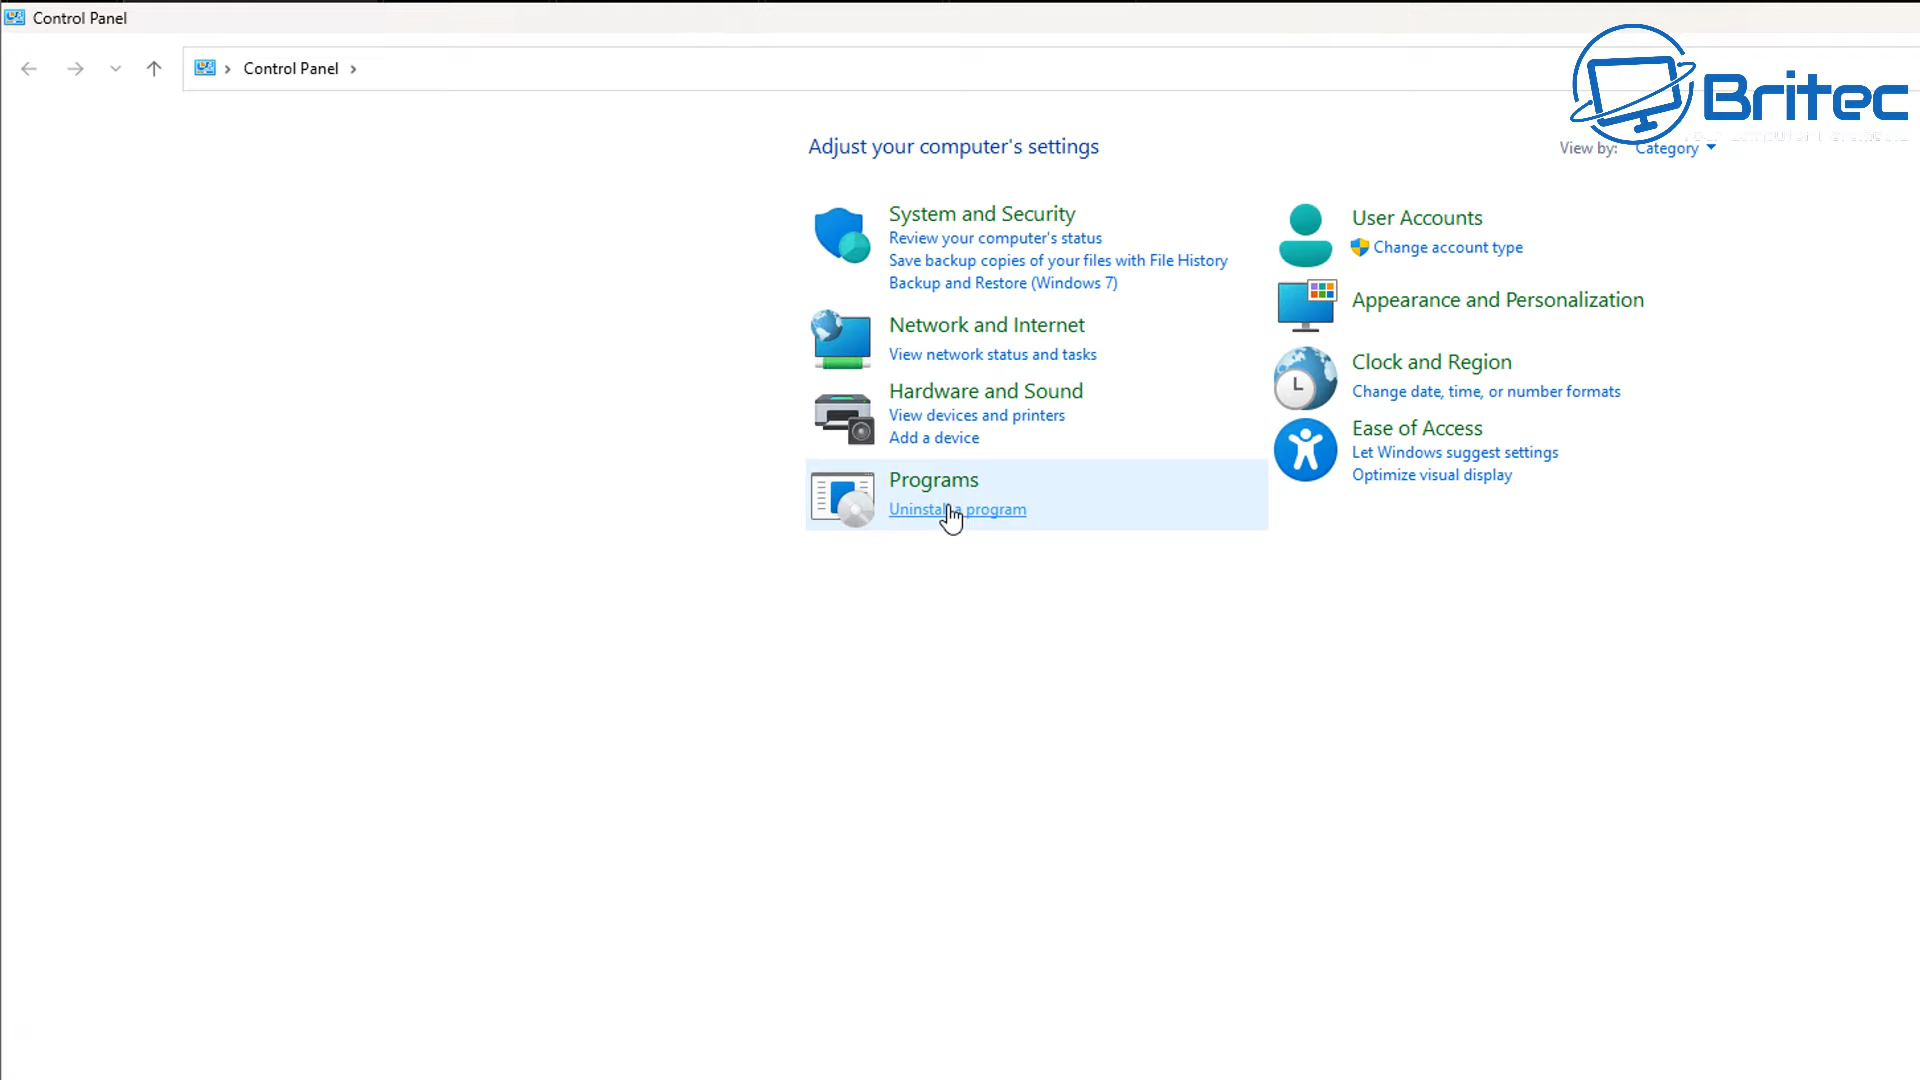 Control Panel
Control Panel
Britec
Adjust your computer's settings
View by: Category
System and Security
Review your computer's status
Save backup copies of your files with File History
Backup and Restore (Windows 7)
Network and Internet
View network status and tasks
Hardware and Sound
View devices and printers
Add a device
Programs
Uninstall a program
User Accounts
Change account type
Appearance and Personalization
Clock and Region
Change date, time, or number formats
Ease of Access
Let Windows suggest settings
Optimize visual display